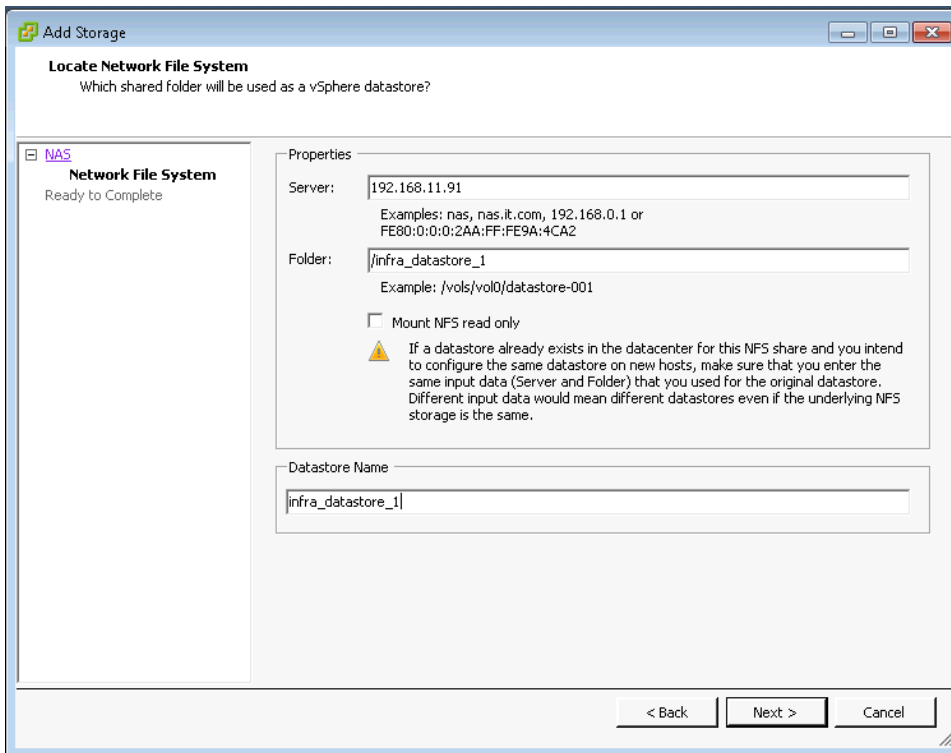 Add Storage
Locate Network File System
Which shared folder will be used as a vSphere datastore?
NAS
Network File System
Ready to Complete
Properties
Server:
192.168.11.91
Examples: nas, nas.it.com, 192.168.0.1 or
FE80:0:0:0:2AA:FF:FE9A:4CA2
Folder:
/infra_datastore_1
Example: /vols/vol0/datastore-001
Mount NFS read only
If a datastore already exists in the datacenter for this NFS share and you intend
to configure the same datastore on new hosts, make sure that you enter the
same input data (Server and Folder) that you used for the original datastore.
Different input data would mean different datastores even if the underlying NFS
storage is the same.
Datastore Name
infra_datastore_1
< Back
Next >
Cancel